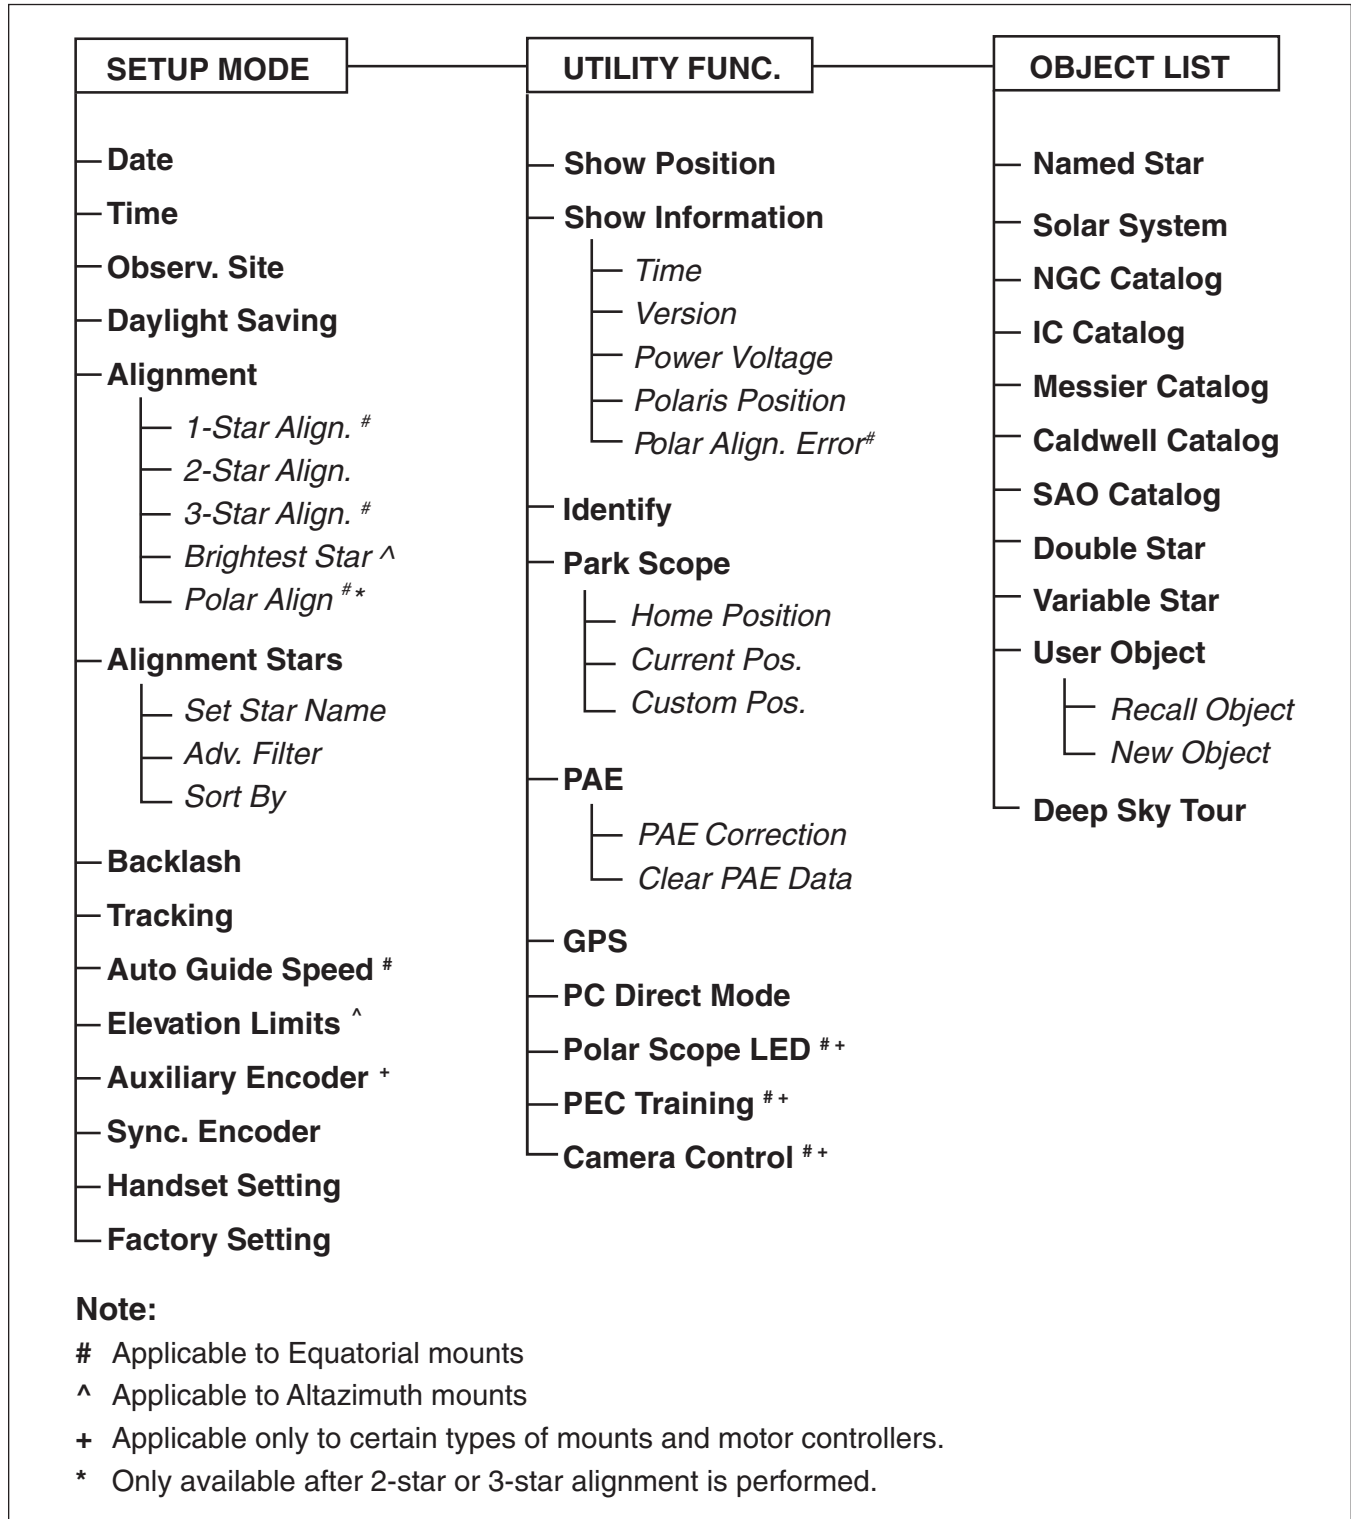 SETUP MODE
Date
Time
Observ. Site
Daylight Saving
Alignment
1-Star Align. #
2-Star Align.
3-Star Align. #
Brightest Star ^
Polar Align #*
Alignment Stars
Set Star Name
Adv. Filter
Sort By
Backlash
Tracking
Auto Guide Speed #
Elevation Limits ^
Auxiliary Encoder +
Sync. Encoder
Handset Setting
Factory Setting
UTILITY FUNC.
Show Position
Show Information
Time
Version
Power Voltage
Polaris Position
Polar Align. Error#
Identify
Park Scope
Home Position
Current Pos.
Custom Pos.
PAE
PAE Correction
Clear PAE Data
GPS
PC Direct Mode
Polar Scope LED # +
PEC Training # +
Camera Control # +
OBJECT LIST
Named Star
Solar System
NGC Catalog
IC Catalog
Messier Catalog
Caldwell Catalog
SAO Catalog
Double Star
Variable Star
User Object
Recall Object
New Object
Deep Sky Tour
Note:
# Applicable to Equatorial mounts
^ Applicable to Altazimuth mounts
+ Applicable only to certain types of mounts and motor controllers.
* Only available after 2-star or 3-star alignment is performed.